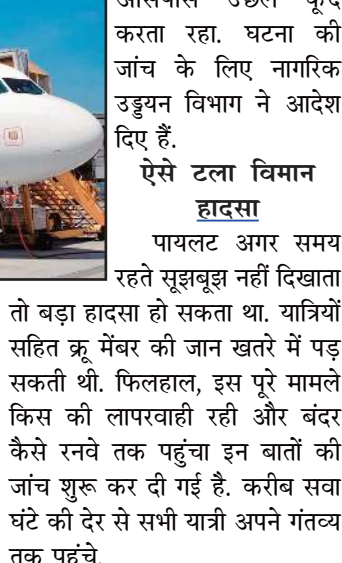 आसपास उछल कूद
करता रहा. घटना की
जांच के लिए नागरिक
उड्डयन विभाग ने आदेश
दिए हैं.
ऐसे टला विमान
हादसा
पायलट अगर समय
रहते सूझबूझ नहीं दिखाता
तो बड़ा हादसा हो सकता था. यात्रियों
सहित क्रू मेंबर की जान खतरे में पड़
सकती थी. फिलहाल, इस पूरे मामले
किस की लापरवाही रही और बंदर
कैसे रनवे तक पहुंचा इन बातों की
जांच शुरू कर दी गई है. करीब सवा
घंटे की देर से सभी यात्री अपने गंतव्य
तक पहुंचे.